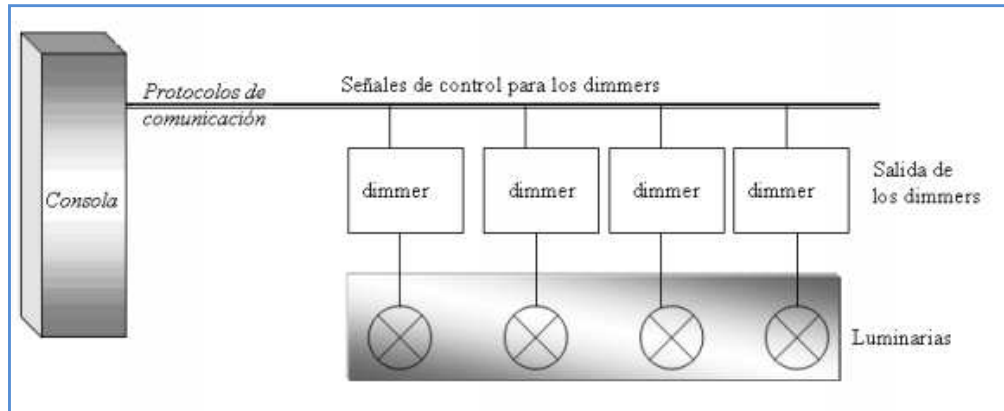 Protocolos de
comunicación
Señales de control para los dimmers
Consola
dimmer
dimmer
dimmer
dimmer
Salida de
los dimmers
Luminarias